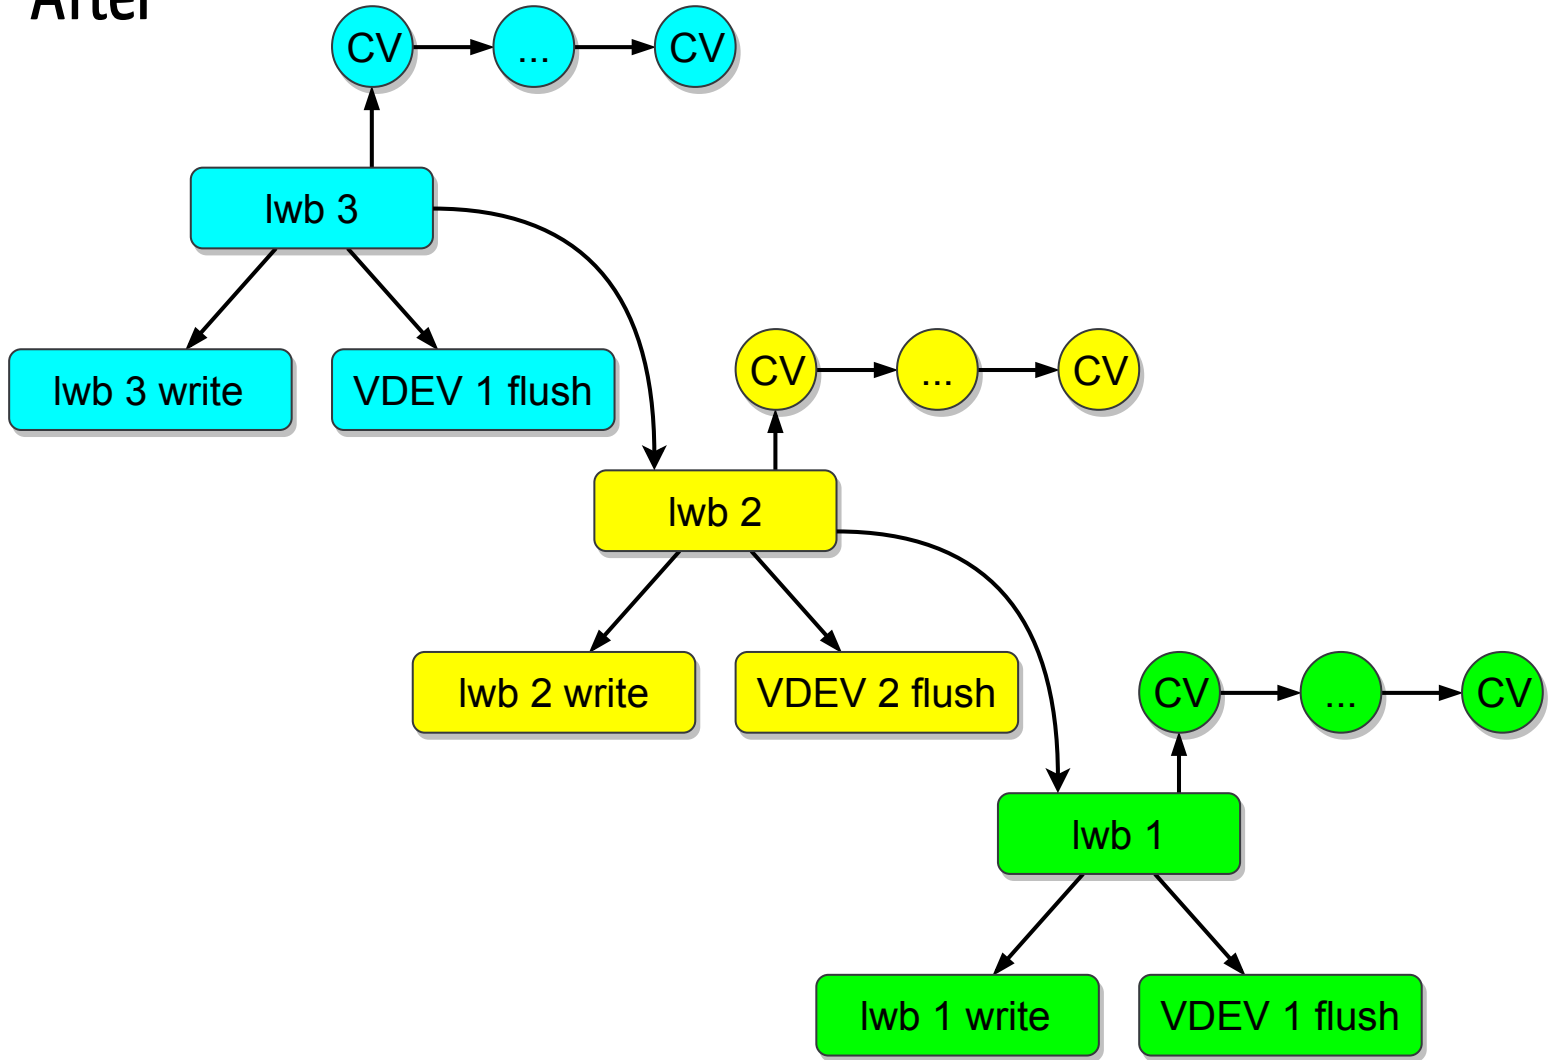 After
CV ... CV
lwb 3
lwb 3 write VDEV 1 flush
CV ... CV
lwb 2
lwb 2 write VDEV 2 flush
CV ... CV
lwb 1
lwb 1 write VDEV 1 flush